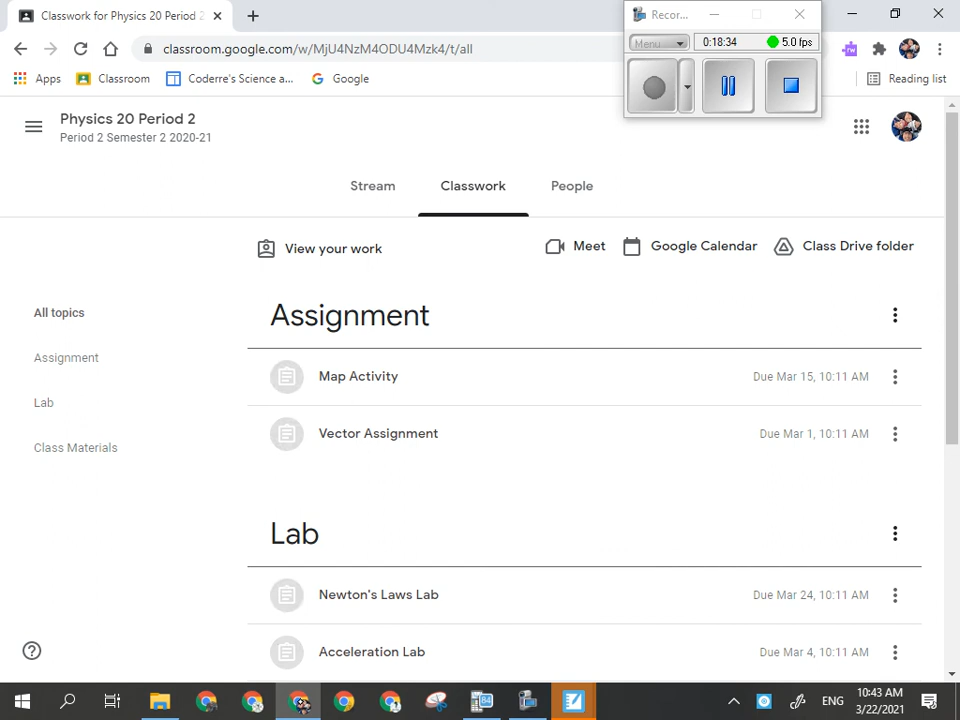 Classroom for Physics 20 Period 2
Recor...
classroom.google.com/w/MjU4NzM4ODU4Mzk4/t/all
Menu
0:18:34
5.0 fps
Apps
Classroom
Coderre's Science a...
Google
Reading list
Physics 20 Period 2
Period 2 Semester 2 2020-21
Stream
Classwork
People
View your work
Meet
Google Calendar
Class Drive folder
All topics
Assignment
Lab
Class Materials
Assignment
Map Activity
Due Mar 15, 10:11 AM
Vector Assignment
Due Mar 1, 10:11 AM
Lab
Newton's Laws Lab
Due Mar 24, 10:11 AM
Acceleration Lab
Due Mar 4, 10:11 AM
ENG
10:43 AM
3/22/2021